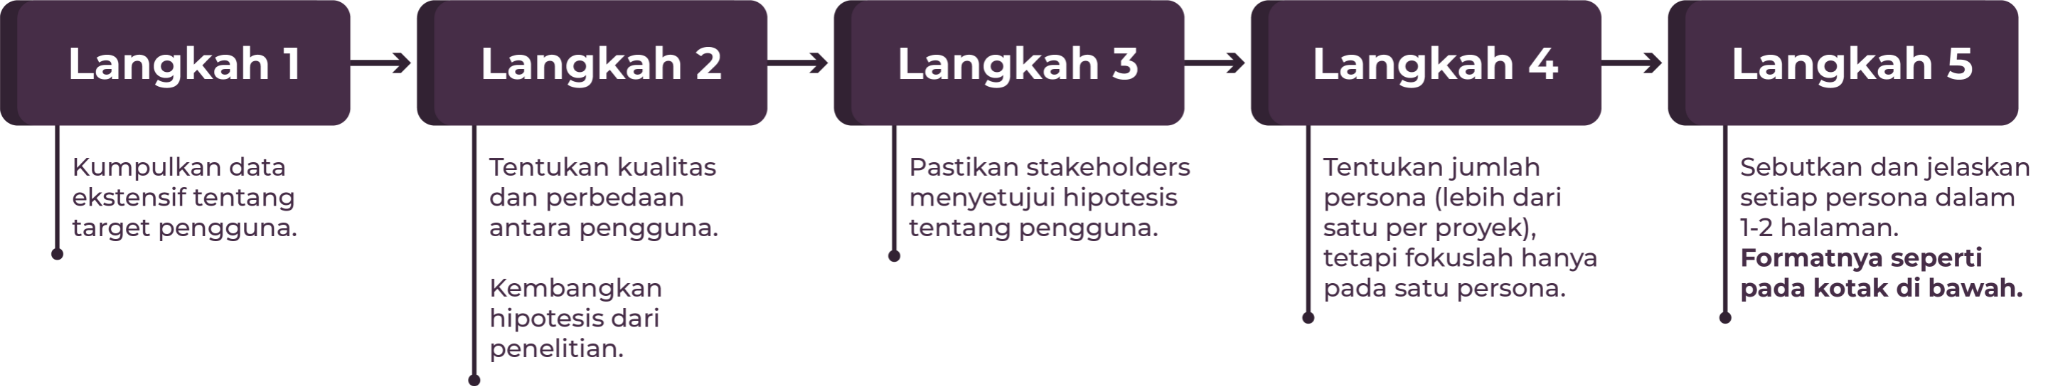 Langkah 1
Kumpulkan data
ekstensif tentang
target pengguna.
Langkah 2
Tentukan kualitas
dan perbedaan
antara pengguna.
Kembangkan
hipotesis dari
penelitian.
Langkah 3
Pastikan stakeholders
menyetujui hipotesis
tentang pengguna.
Langkah 4
Tentukan jumlah
persona (lebih dari
satu per proyek),
tetapi fokuslah hanya
pada satu persona.
Langkah 5
Sebutkan dan jelaskan
setiap persona dalam
1-2 halaman.
Formatnya seperti
pada kotak di bawah.